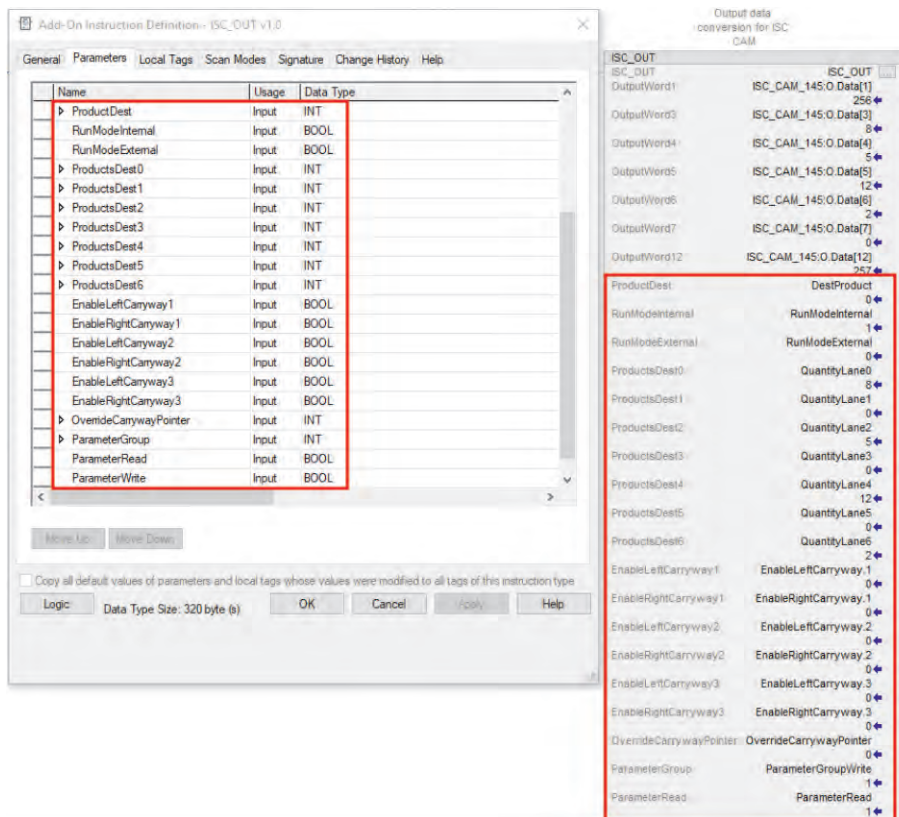 Add-On Instruction Definition - ISC_OUT v1.0
General Parameters Local Tags Scan Modes Signature Change History Help
Name Usage Data Type
ProductDest Input INT
RunModeInternal Input BOOL
RunModeExternal Input BOOL
ProductsDest0 Input INT
ProductsDest1 Input INT
ProductsDest2 Input INT
ProductsDest3 Input INT
ProductsDest4 Input INT
ProductsDest5 Input INT
ProductsDest6 Input INT
EnableLeftCarryway1 Input BOOL
EnableRightCarryway1 Input BOOL
EnableLeftCarryway2 Input BOOL
EnableRightCarryway2 Input BOOL
EnableLeftCarryway3 Input BOOL
EnableRightCarryway3 Input BOOL
OverrideCarrywayPointer Input INT
ParameterGroup Input INT
ParameterRead Input BOOL
ParameterWrite Input BOOL
Move Up Move Down
Copy all default values of parameters and local tags whose values were modified to all tags of this instruction type
Logic Data Type Size: 320 byte (s) OK Cancel Apply Help
Output data
conversion for ISC
CAM
ISC_OUT
ISC_OUT ISC_OUT ...
OutputWord1 ISC_CAM_145:O.Data[1]
256
OutputWord3 ISC_CAM_145:O.Data[3]
8
OutputWord4 ISC_CAM_145:O.Data[4]
5
OutputWord5 ISC_CAM_145:O.Data[5]
12
OutputWord6 ISC_CAM_145:O.Data[6]
2
OutputWord7 ISC_CAM_145:O.Data[7]
0
OutputWord12 ISC_CAM_145:O.Data[12]
257
ProductDest DestProduct
0
RunModeInternal RunModeInternal
1
RunModeExternal RunModeExternal
0
ProductsDest0 QuantityLane0
8
ProductsDest1 QuantityLane1
0
ProductsDest2 QuantityLane2
5
ProductsDest3 QuantityLane3
0
ProductsDest4 QuantityLane4
12
ProductsDest5 QuantityLane5
0
ProductsDest6 QuantityLane6
2
EnableLeftCarryway1 EnableLeftCarryway.1
0
EnableRightCarryway1 EnableRightCarryway.1
0
EnableLeftCarryway2 EnableLeftCarryway.2
0
EnableRightCarryway2 EnableRightCarryway.2
0
EnableLeftCarryway3 EnableLeftCarryway.3
0
EnableRightCarryway3 EnableRightCarryway.3
0
OverrideCarrywayPointer OverrideCarrywayPointer
0
ParameterGroup ParameterGroupWrite
1
ParameterRead ParameterRead
1